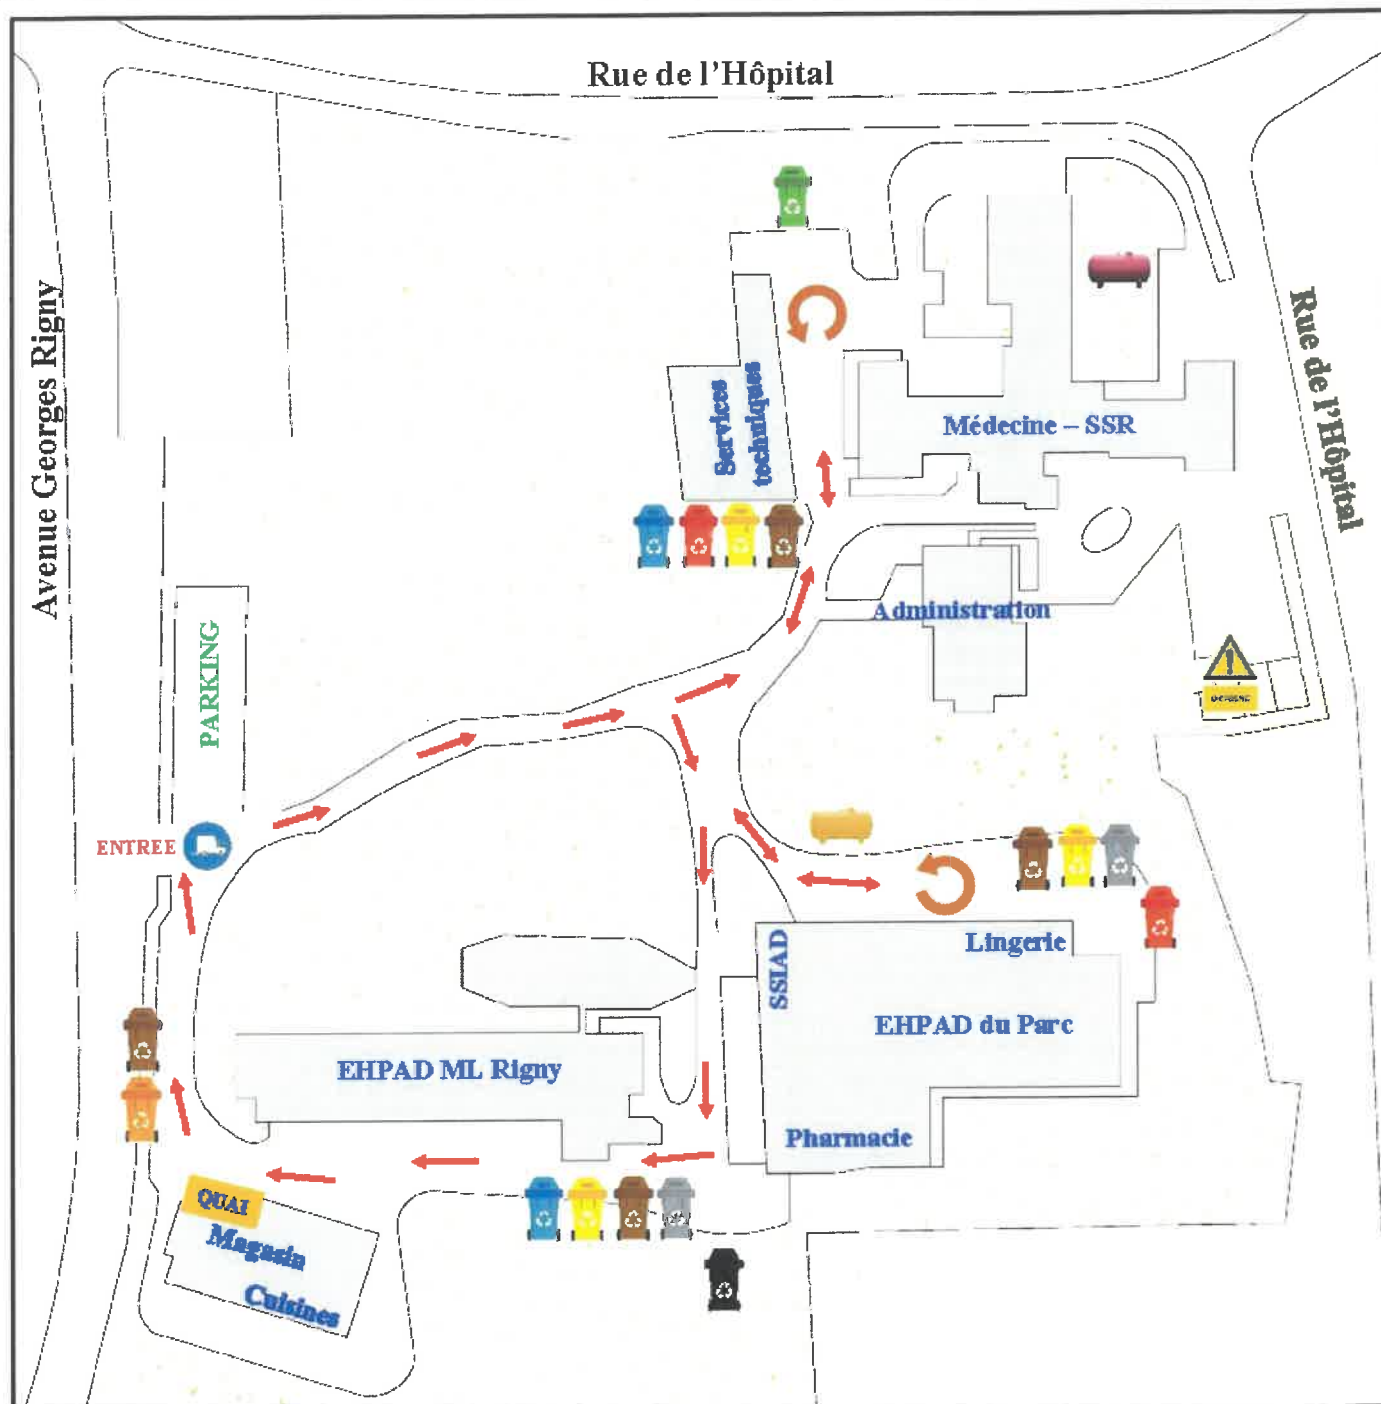 Rue de l'Hôpital
Avenue Georges Rigny
Rue de l'Hôpital
Services
techniques
Médecine – SSR
Administration
PARKING
ENTREE
SSIAD
Lingerie
EHPAD du Parc
EHPAD ML Rigny
Pharmacie
QUAI
Magasin
Cuisines